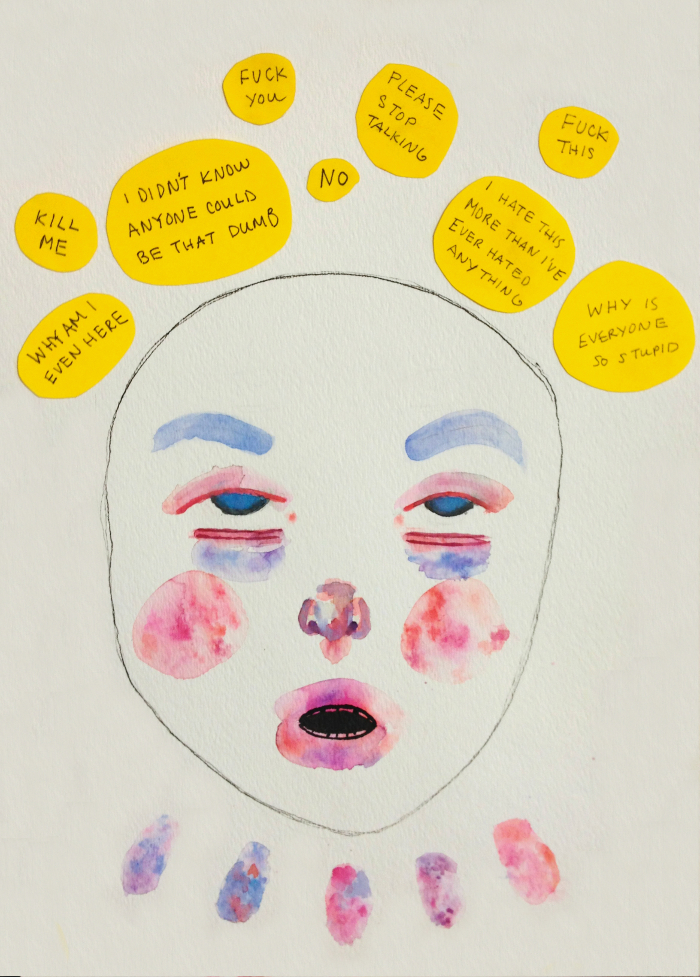 FUCK
YOU
PLEASE
STOP
TALKING
FUCK
THIS
NO
I DIDN'T KNOW
ANYONE COULD
BE THAT DUMB
KILL
ME
I HATE THIS
MORE THAN I'VE
EVER HATED
ANYTHING
WHY AM I
EVEN HERE
WHY IS
EVERYONE
SO STUPID